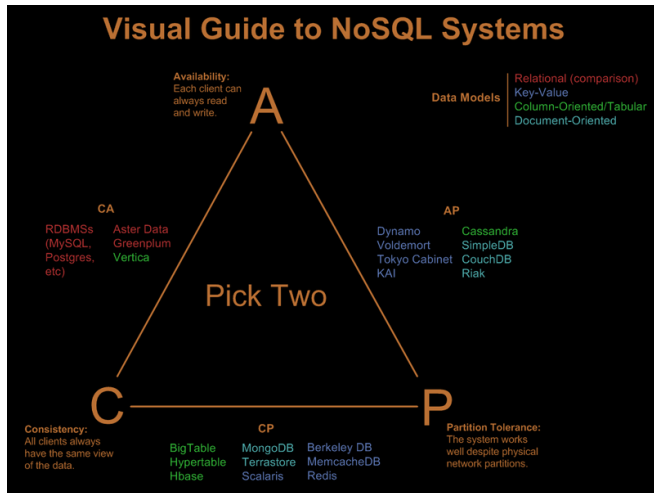 Visual Guide to NoSQL Systems
Availability:
Each client can
always read
and write.
A
Data Models
Relational (comparison)
Key-Value
Column-Oriented/Tabular
Document-Oriented
CA
RDBMSs
(MySQL,
Postgres,
etc)
Aster Data
Greenplum
Vertica
AP
Dynamo
Voldemort
Tokyo Cabinet
KAI
Cassandra
SimpleDB
CouchDB
Riak
Pick Two
C
P
Consistency:
All clients always
have the same view
of the data.
CP
BigTable
Hypertable
Hbase
MongoDB
Terrastore
Scalaris
Berkeley DB
MemcacheDB
Redis
Partition Tolerance:
The system works
well despite physical
network partitions.